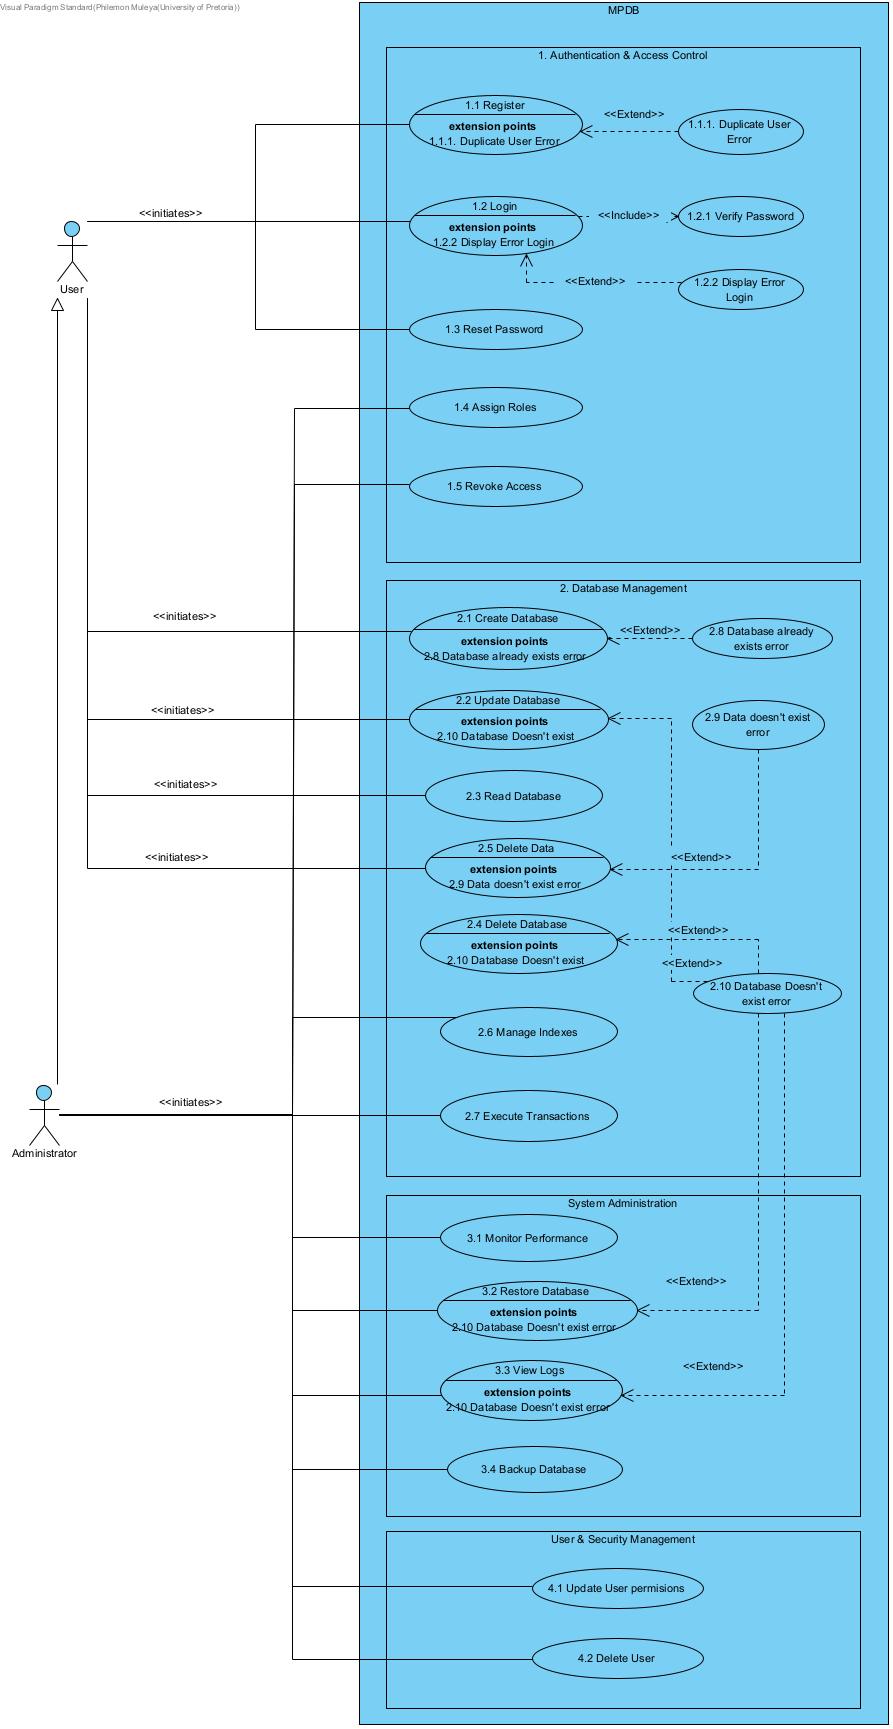 Visual Paradigm Standard(Philemon Muleya(University of Pretoria))
MPDB
1. Authentication & Access Control
1.1 Register
extension points
1.1.1. Duplicate User Error
<<Extend>>
1.1.1. Duplicate User
Error
<<initiates>>
User
1.2 Login
extension points
1.2.2 Display Error Login
<<Include>>
1.2.1 Verify Password
<<Extend>>
1.2.2 Display Error
Login
1.3 Reset Password
1.4 Assign Roles
1.5 Revoke Access
2. Database Management
<<initiates>>
2.1 Create Database
extension points
2.8 Database already exists error
<<Extend>>
2.8 Database already
exists error
<<initiates>>
2.2 Update Database
extension points
2.10 Database Doesn't exist
2.9 Data doesn't exist
error
<<initiates>>
2.3 Read Database
<<initiates>>
2.5 Delete Data
extension points
2.9 Data doesn't exist error
<<Extend>>
2.4 Delete Database
extension points
2.10 Database Doesn't exist
<<Extend>>
<<Extend>>
2.10 Database Doesn't
exist error
2.6 Manage Indexes
<<initiates>>
Administrator
2.7 Execute Transactions
System Administration
3.1 Monitor Performance
3.2 Restore Database
extension points
2.10 Database Doesn't exist error
<<Extend>>
3.3 View Logs
extension points
2.10 Database Doesn't exist error
<<Extend>>
3.4 Backup Database
User & Security Management
4.1 Update User permisions
4.2 Delete User